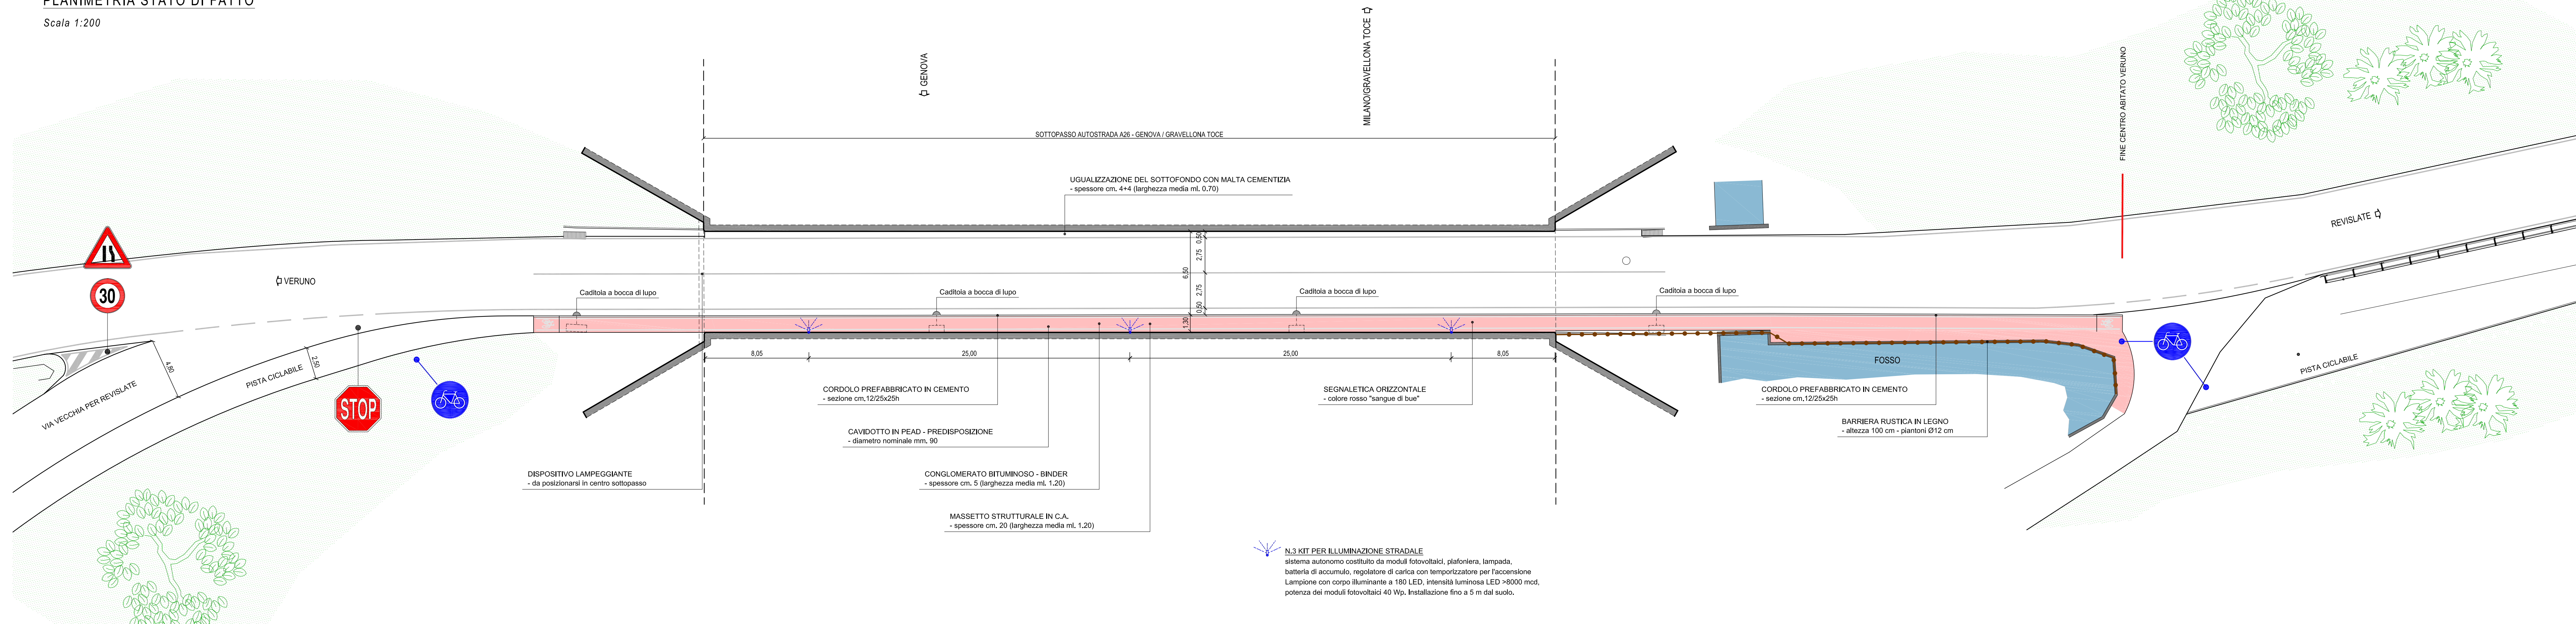 PLANIMETRIA STATO DI FATTO
Scala 1:200
GENOVA
MILANO/GRAVELLONA TOCE
FINE CENTRO ABITATO VERUNO
SOTTOPASSO AUTOSTRADA A26 - GENOVA / GRAVELLONA TOCE
UGUALIZZAZIONE DEL SOTTOFONDO CON MALTA CEMENTIZIA
- spessore cm. 4+4 (larghezza media ml. 0.70)
REVISLATE
VERUNO
30
0,50
2,75
6,50
2,75
0,50
1,30
Caditoia a bocca di lupo
Caditoia a bocca di lupo
Caditoia a bocca di lupo
Caditoia a bocca di lupo
8,05
25,00
25,00
8,05
4,80
2,50
VIA VECCHIA PER REVISLATE
PISTA CICLABILE
STOP
FOSSO
PISTA CICLABILE
CORDOLO PREFABBRICATO IN CEMENTO
- sezione cm.12/25x25h
SEGNALETICA ORIZZONTALE
- colore rosso "sangue di bue"
CORDOLO PREFABBRICATO IN CEMENTO
- sezione cm.12/25x25h
CAVIDOTTO IN PEAD - PREDISPOSIZIONE
- diametro nominale mm. 90
BARRIERA RUSTICA IN LEGNO
- altezza 100 cm - piantoni Ø12 cm
DISPOSITIVO LAMPEGGIANTE
- da posizionarsi in centro sottopasso
CONGLOMERATO BITUMINOSO - BINDER
- spessore cm. 5 (larghezza media ml. 1.20)
MASSETTO STRUTTURALE IN C.A.
- spessore cm. 20 (larghezza media ml. 1.20)
N.3 KIT PER ILLUMINAZIONE STRADALE
sistema autonomo costituito da moduli fotovoltaici, plafoniera, lampada,
batteria di accumulo, regolatore di carica con temporizzatore per l'accensione
Lampione con corpo illuminante a 180 LED, intensità luminosa LED >8000 mcd,
potenza dei moduli fotovoltaici 40 Wp. Installazione fino a 5 m dal suolo.